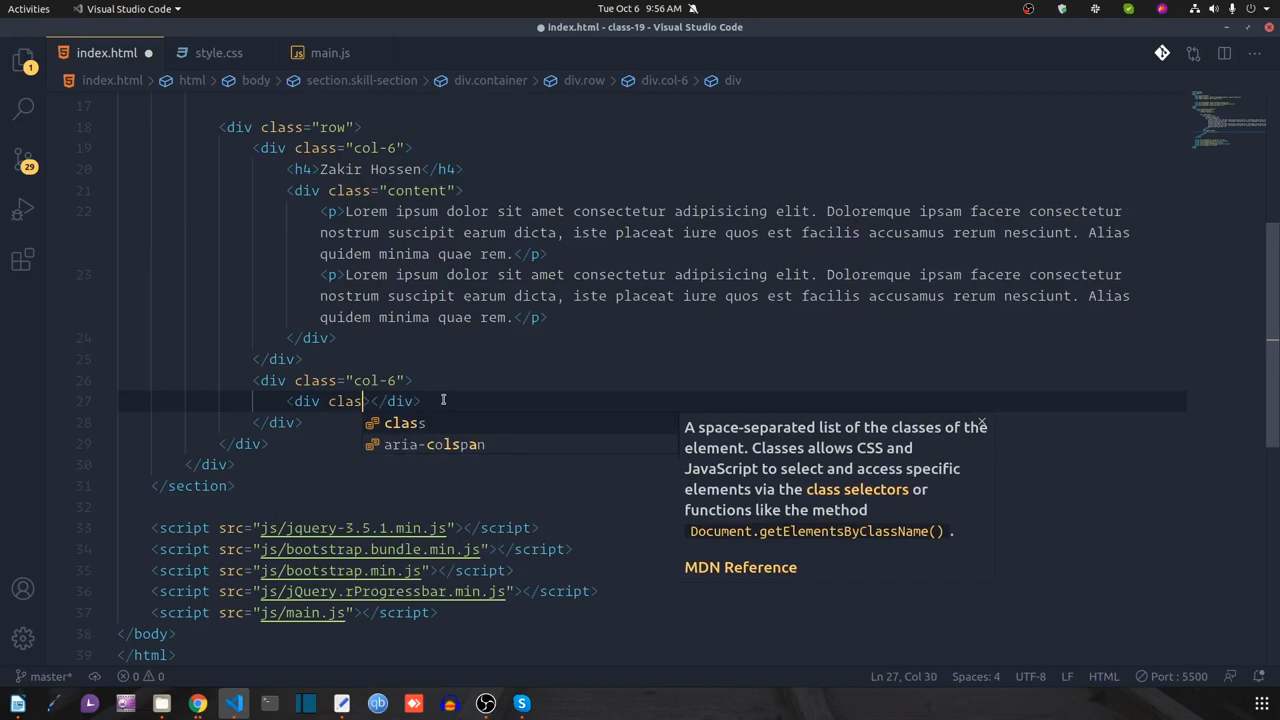 Activities
Visual Studio Code
Tue Oct 6 9:56 AM
index.html - class-19 - Visual Studio Code
index.html
style.css
JS main.js
index.html > html > body > section.skill-section > div.container > div.row > div.col-6 > div
17
18 <div class="row">
19 <div class="col-6">
20 <h4>Zakir Hossen</h4>
21 <div class="content">
22 <p>Lorem ipsum dolor sit amet consectetur adipisicing elit. Doloremque ipsam facere consectetur
nostrum suscipit earum dicta, iste placeat iure quos est facilis accusamus rerum nesciunt. Alias
quidem minima quae rem.</p>
23 <p>Lorem ipsum dolor sit amet consectetur adipisicing elit. Doloremque ipsam facere consectetur
nostrum suscipit earum dicta, iste placeat iure quos est facilis accusamus rerum nesciunt. Alias
quidem minima quae rem.</p>
24 </div>
25 </div>
26 <div class="col-6">
27 <div clas></div>
28 </div>
29 </div>
30 </div>
31 </section>
32
33 <script src="js/jquery-3.5.1.min.js"></script>
34 <script src="js/bootstrap.bundle.min.js"></script>
35 <script src="js/bootstrap.min.js"></script>
36 <script src="js/jQuery.rProgressbar.min.js"></script>
37 <script src="js/main.js"></script>
38 </body>
39 </html>
class
aria-colspan
A space-separated list of the classes of the
element. Classes allows CSS and
JavaScript to select and access specific
elements via the class selectors or
functions like the method
Document.getElementsByClassName() .
MDN Reference
1
29
master*
0 0
Ln 27, Col 30
Spaces: 4
UTF-8
LF
HTML
Port : 5500
qb